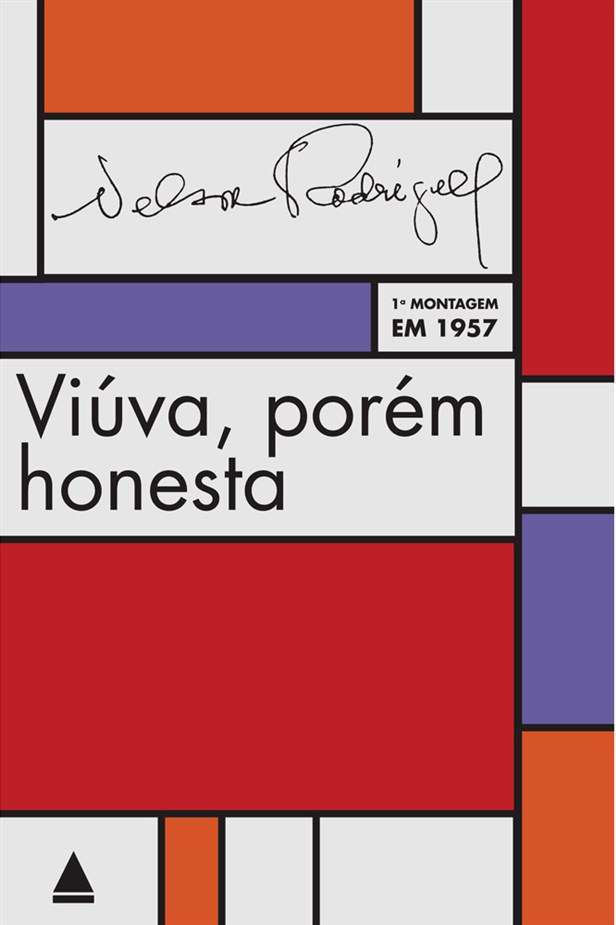 Nelson Rodrigues
1ª MONTAGEM
EM 1957
Viúva, porém
honesta